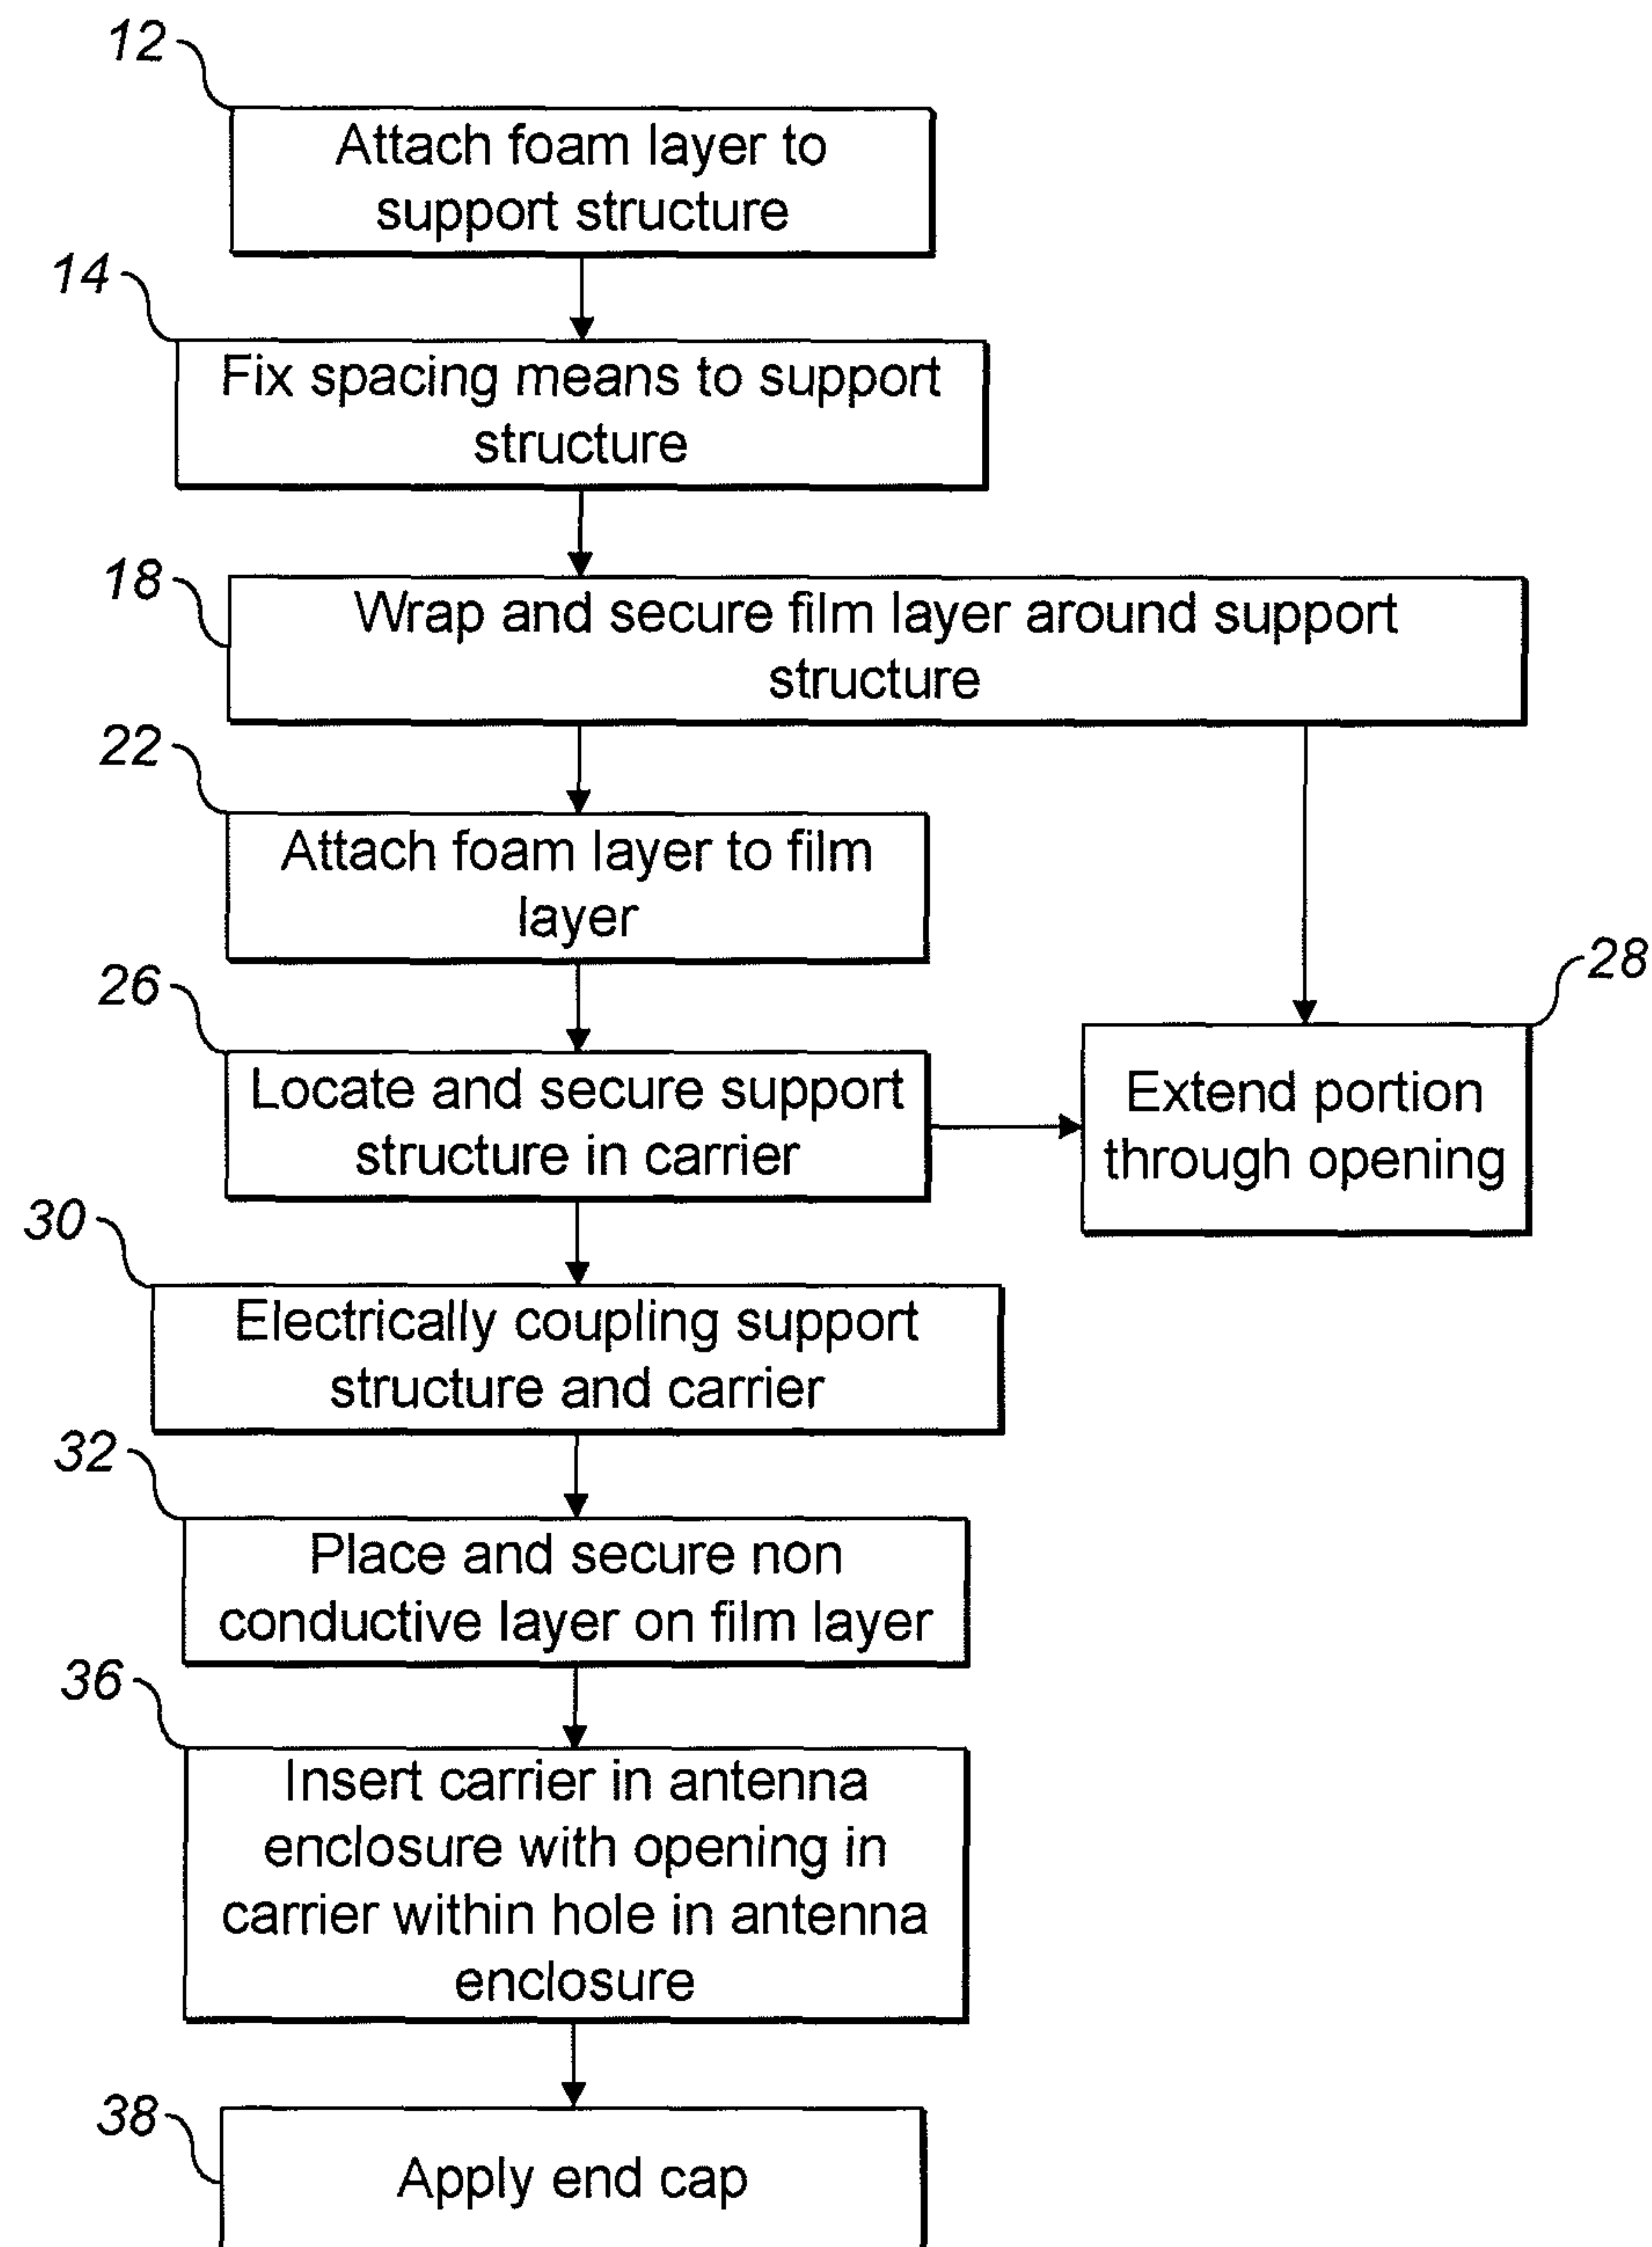 12
Attach foam layer to
support structure
14
Fix spacing means to support
structure
18
Wrap and secure film layer around support
structure
22
Attach foam layer to film
layer
26
Locate and secure support
structure in carrier
28
Extend portion
through opening
30
Electrically coupling support
structure and carrier
32
Place and secure non
conductive layer on film layer
36
Insert carrier in antenna
enclosure with opening in
carrier within hole in antenna
enclosure
38
Apply end cap